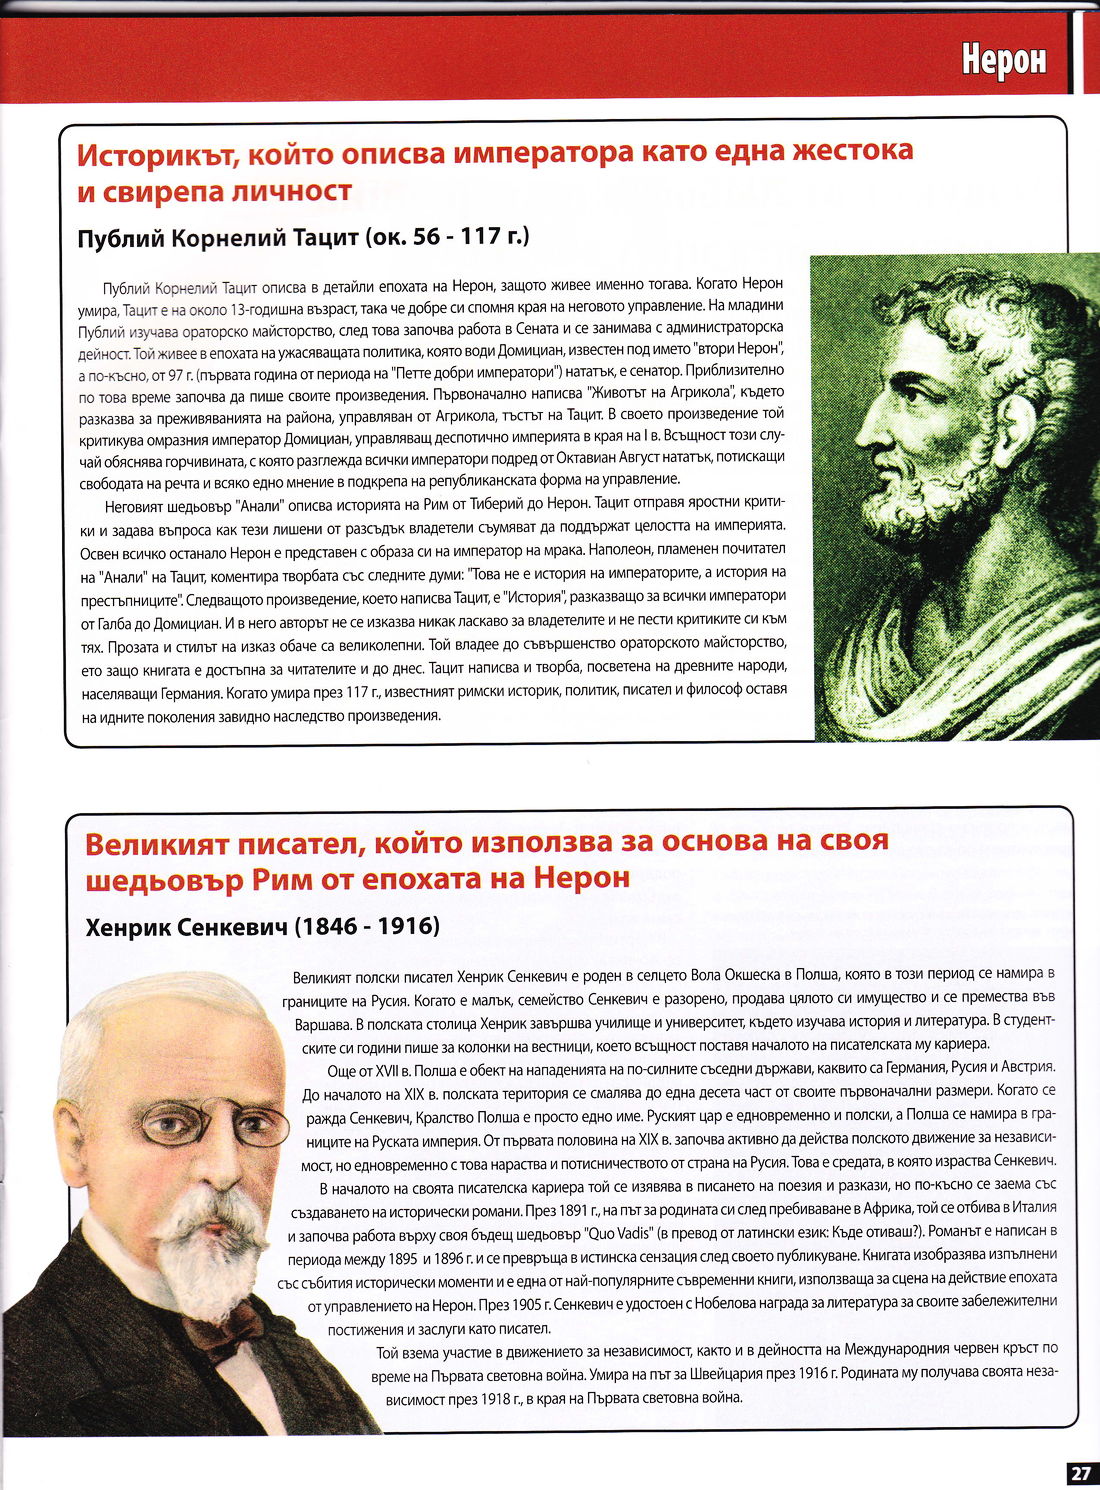 Нерон
Историкът, който описва императора като една жестока
и свирепа личност
Публий Корнелий Тацит (ок. 56 - 117 г.)
Публий Корнелий Тацит описва в детайли епохата на Нерон, защото живее именно тогава. Когато Нерон
умира, Тацит е на около 13-годишна възраст, така че добре си спомня края на неговото управление. На младини
Публий изучава ораторско майсторство, след това започва работа в Сената и се занимава с администраторска
дейност. Той живее в епохата на ужасяващата политика, която води Домициан, известен под името "втори Нерон",
а по-късно, от 97 г. (първата година от периода на "Петте добри императори") нататък, е сенатор. Приблизително
по това време започва да пише своите произведения. Първоначално написва "Животът на Агрикола", където
разказва за преживяванията на района, управляван от Агрикола, тъстът на Тацит. В своето произведение той
критикува омразния император Домициан, управляващ деспотично империята в края на I в. Всъщност този слу-
чай обяснява горчивината, с която разглежда всички императори подред от Октавиан Август нататък, потискащи
свободата на речта и всяко едно мнение в подкрепа на републиканската форма на управление.
Неговият шедьовър "Анали" описва историята на Рим от Тиберий до Нерон. Тацит отправя яростни крити-
ки и задава въпроса как тези лишени от разсъдък владетели съумяват да поддържат целостта на империята.
Освен всичко останало Нерон е представен с образа си на император на мрака. Наполеон, пламенен почитател
на "Анали" на Тацит, коментира творбата със следните думи: "Това не е история на императорите, а история на
престъпниците". Следващото произведение, което написва Тацит, е "История", разказващо за всички императори
от Галба до Домициан. И в него авторът не се изказва никак ласкаво за владетелите и не пести критиките си към
тях. Прозата и стилът на изказ обаче са великолепни. Той владее до съвършенство ораторското майсторство,
ето защо книгата е достъпна за читателите и до днес. Тацит написва и творба, посветена на древните народи,
населяващи Германия. Когато умира през 117 г., известният римски историк, политик, писател и философ оставя
на идните поколения завидно наследство произведения.
Великият писател, който използва за основа на своя
шедьовър Рим от епохата на Нерон
Хенрик Сенкевич (1846 - 1916)
Великият полски писател Хенрик Сенкевич е роден в селцето Вола Окшеска в Полша, която в този период се намира в
границите на Русия. Когато е малък, семейство Сенкевич е разорено, продава цялото си имущество и се премества във
Варшава. В полската столица Хенрик завършва училище и университет, където изучава история и литература. В студент-
ските си години пише за колонки на вестници, което всъщност поставя началото на писателската му кариера.
Още от XVII в. Полша е обект на нападенията на по-силните съседни държави, каквито са Германия, Русия и Австрия.
До началото на XIX в. полската територия се смалява до една десета част от своите първоначални размери. Когато се
ражда Сенкевич, Кралство Полша е просто едно име. Руският цар е едновременно и полски, а Полша се намира в гра-
ниците на Руската империя. От първата половина на XIX в. започва активно да действа полското движение за независи-
мост, но едновременно с това нараства и потисничеството от страна на Русия. Това е средата, в която израства Сенкевич.
В началото на своята писателска кариера той се изявява в писането на поезия и разкази, но по-късно се заема със
създаването на исторически романи. През 1891 г., на път за родината си след пребиваване в Африка, той се отбива в Италия
и започва работа върху своя бъдещ шедьовър "Quo Vadis" (в превод от латински език: Къде отиваш?). Романът е написан в
периода между 1895 и 1896 г. и се превръща в истинска сензация след своето публикуване. Книгата изобразява изпълнени
със събития исторически моменти и е една от най-популярните съвременни книги, използваща за сцена на действие епохата
от управлението на Нерон. През 1905 г. Сенкевич е удостоен с Нобелова награда за литература за своите забележителни
постижения и заслуги като писател.
Той взема участие в движението за независимост, както и в дейността на Международния червен кръст по
време на Първата световна война. Умира на път за Швейцария през 1916 г. Родината му получава своята неза-
висимост през 1918 г., в края на Първата световна война.
27